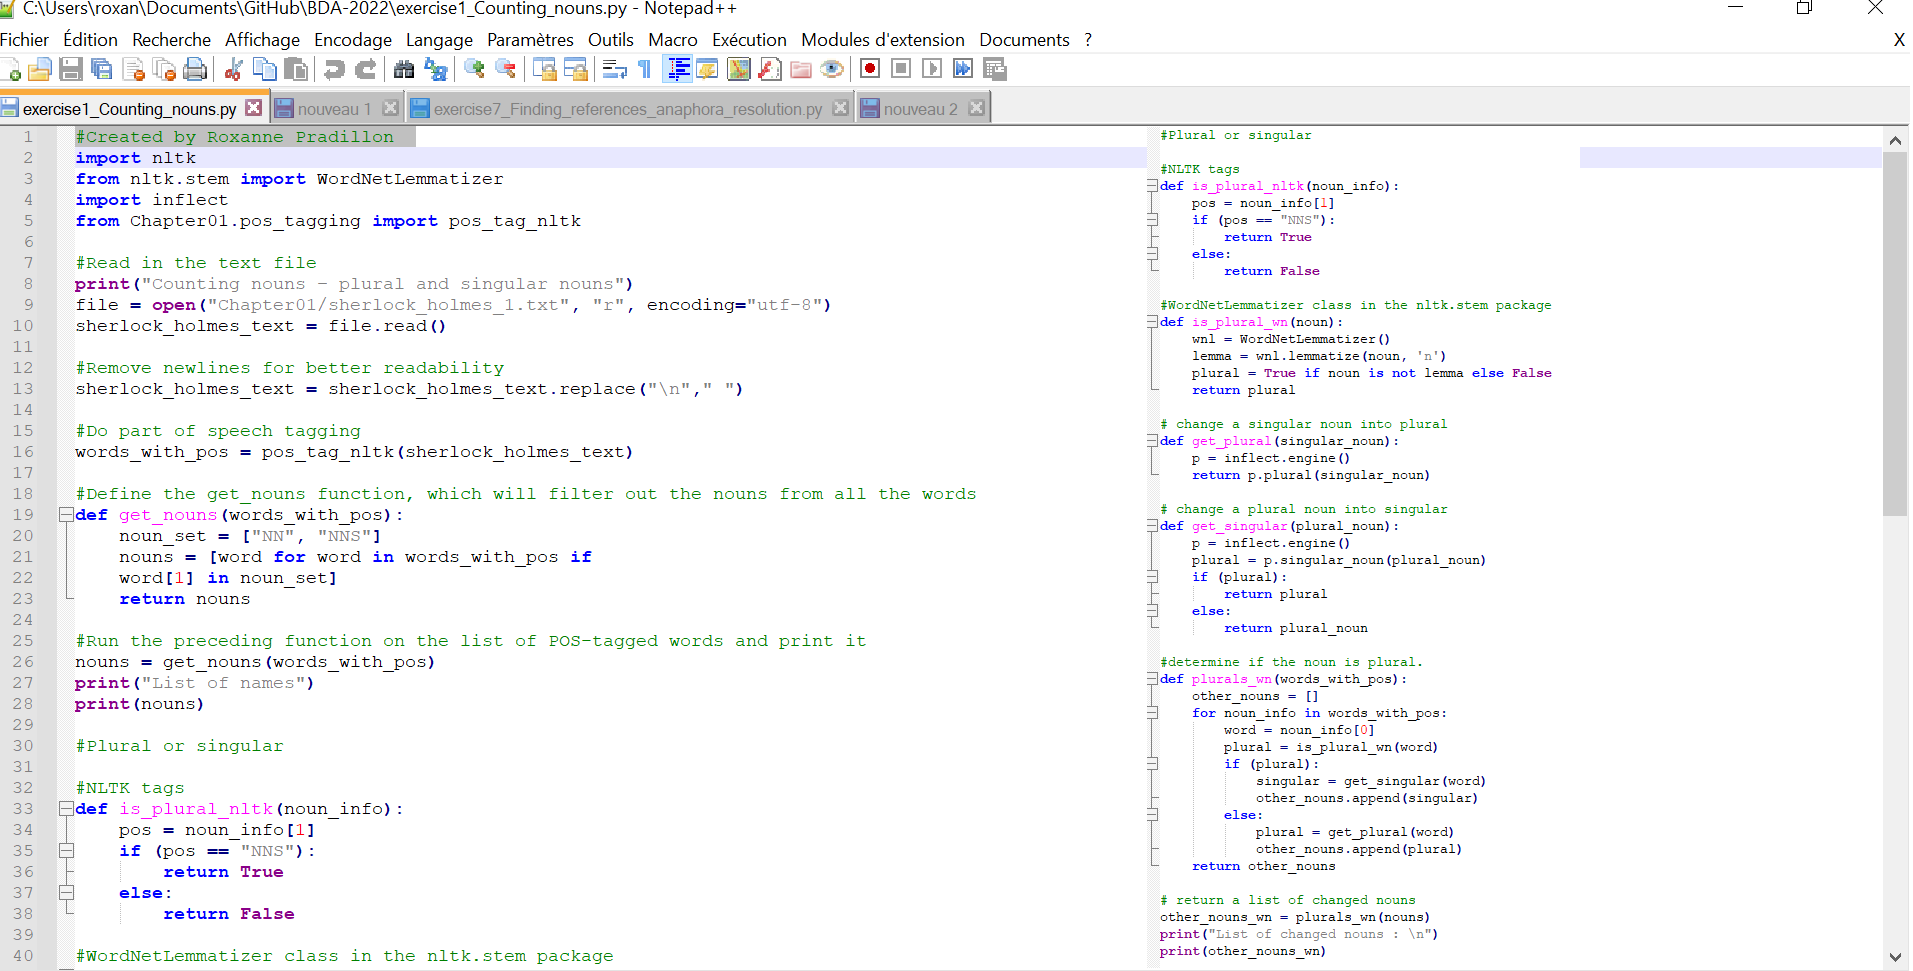 C:\Users\roxan\Documents\GitHub\BDA-2022\exercise1_Counting_nouns.py - Notepad++
Fichier Édition Recherche Affichage Encodage Langage Paramètres Outils Macro Exécution Modules d'extension Documents ? X
exercise1_Counting_nouns.py nouveau 1 exercise7_Finding_references_anaphora_resolution.py nouveau 2
1 #Created by Roxanne Pradillon
2 import nltk
3 from nltk.stem import WordNetLemmatizer
4 import inflect
5 from Chapter01.pos_tagging import pos_tag_nltk
6
7 #Read in the text file
8 print("Counting nouns - plural and singular nouns")
9 file = open("Chapter01/sherlock_holmes_1.txt", "r", encoding="utf-8")
10 sherlock_holmes_text = file.read()
11
12 #Remove newlines for better readability
13 sherlock_holmes_text = sherlock_holmes_text.replace("\n"," ")
14
15 #Do part of speech tagging
16 words_with_pos = pos_tag_nltk(sherlock_holmes_text)
17
18 #Define the get_nouns function, which will filter out the nouns from all the words
19 def get_nouns(words_with_pos):
20 noun_set = ["NN", "NNS"]
21 nouns = [word for word in words_with_pos if
22 word[1] in noun_set]
23 return nouns
24
25 #Run the preceding function on the list of POS-tagged words and print it
26 nouns = get_nouns(words_with_pos)
27 print("List of names")
28 print(nouns)
29
30 #Plural or singular
31
32 #NLTK tags
33 def is_plural_nltk(noun_info):
34 pos = noun_info[1]
35 if (pos == "NNS"):
36 return True
37 else:
38 return False
39
40 #WordNetLemmatizer class in the nltk.stem package
#Plural or singular
#NLTK tags
def is_plural_nltk(noun_info):
pos = noun_info[1]
if (pos == "NNS"):
return True
else:
return False
#WordNetLemmatizer class in the nltk.stem package
def is_plural_wn(noun):
wnl = WordNetLemmatizer()
lemma = wnl.lemmatize(noun, 'n')
plural = True if noun is not lemma else False
return plural
# change a singular noun into plural
def get_plural(singular_noun):
p = inflect.engine()
return p.plural(singular_noun)
# change a plural noun into singular
def get_singular(plural_noun):
p = inflect.engine()
plural = p.singular_noun(plural_noun)
if (plural):
return plural
else:
return plural_noun
#determine if the noun is plural.
def plurals_wn(words_with_pos):
other_nouns = []
for noun_info in words_with_pos:
word = noun_info[0]
plural = is_plural_wn(word)
if (plural):
singular = get_singular(word)
other_nouns.append(singular)
else:
plural = get_plural(word)
other_nouns.append(plural)
return other_nouns
# return a list of changed nouns
other_nouns_wn = plurals_wn(nouns)
print("List of changed nouns : \n")
print(other_nouns_wn)